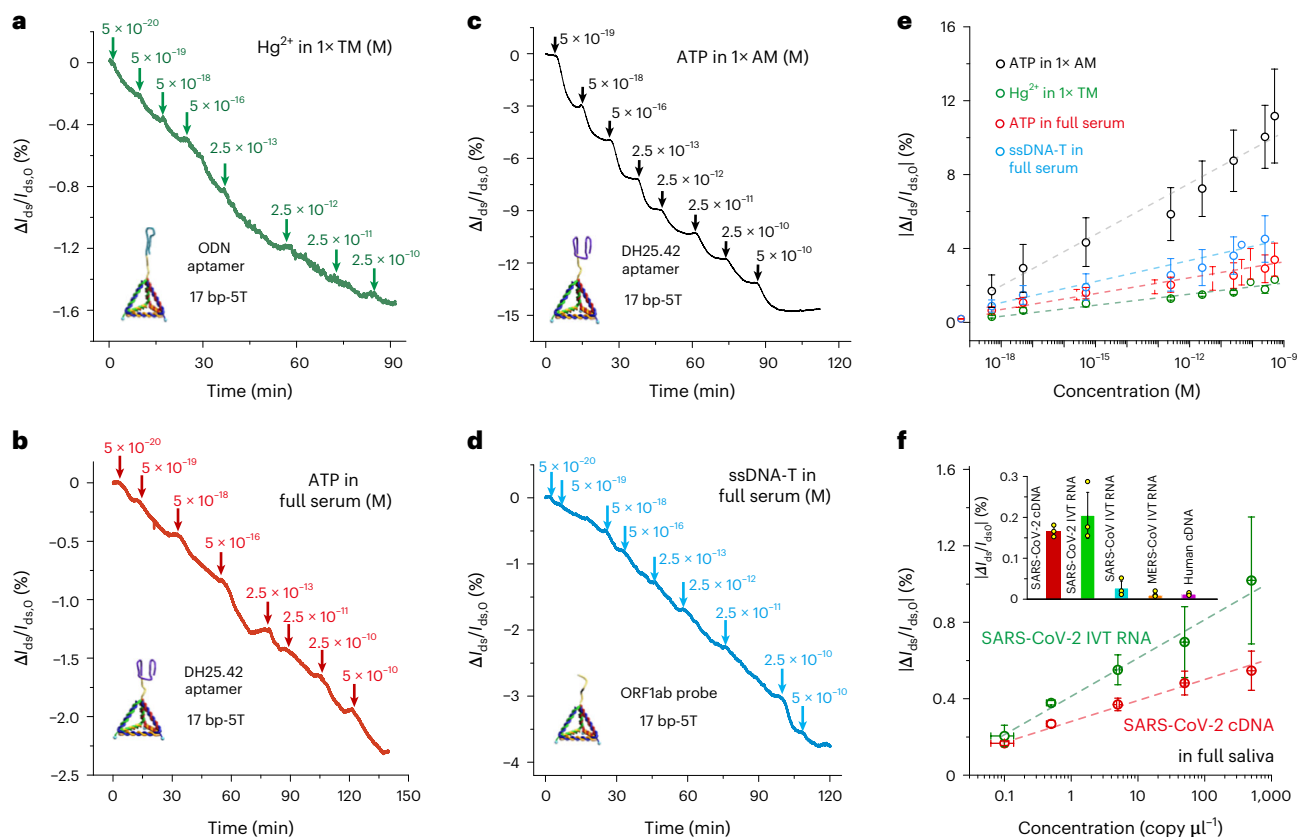 a
Hg²⁺ in 1× TM (M)
5 × 10⁻²⁰
5 × 10⁻¹⁹
5 × 10⁻¹⁸
5 × 10⁻¹⁶
2.5 × 10⁻¹³
2.5 × 10⁻¹²
2.5 × 10⁻¹¹
2.5 × 10⁻¹⁰
ODN
aptamer
17 bp-5T
ΔI_ds/I_ds,0 (%)
0
−0.4
−0.8
−1.2
−1.6
0 30 60 90
Time (min)
c
ATP in 1× AM (M)
5 × 10⁻¹⁹
5 × 10⁻¹⁸
5 × 10⁻¹⁶
2.5 × 10⁻¹³
2.5 × 10⁻¹²
2.5 × 10⁻¹¹
2.5 × 10⁻¹⁰
5 × 10⁻¹⁰
DH25.42
aptamer
17 bp-5T
ΔI_ds/I_ds,0 (%)
0
−3
−6
−9
−12
−15
0 30 60 90 120
Time (min)
e
ATP in 1× AM
Hg²⁺ in 1× TM
ATP in full serum
ssDNA-T in
full serum
|ΔI_ds/I_ds,0| (%)
16
12
8
4
0
10⁻¹⁸ 10⁻¹⁵ 10⁻¹² 10⁻⁹
Concentration (M)
b
ATP in
full serum (M)
5 × 10⁻²⁰
5 × 10⁻¹⁹
5 × 10⁻¹⁸
5 × 10⁻¹⁶
2.5 × 10⁻¹³
2.5 × 10⁻¹¹
2.5 × 10⁻¹⁰
5 × 10⁻¹⁰
DH25.42
aptamer
17 bp-5T
ΔI_ds/I_ds,0 (%)
0
−0.5
−1.0
−1.5
−2.0
−2.5
0 30 60 90 120 150
Time (min)
d
ssDNA-T in
full serum (M)
5 × 10⁻²⁰
5 × 10⁻¹⁹
5 × 10⁻¹⁸
5 × 10⁻¹⁶
2.5 × 10⁻¹³
2.5 × 10⁻¹²
2.5 × 10⁻¹¹
2.5 × 10⁻¹⁰
5 × 10⁻¹⁰
ORF1ab probe
17 bp-5T
ΔI_ds/I_ds,0 (%)
0
−1
−2
−3
−4
0 30 60 90 120
Time (min)
f
|ΔI_ds/I_ds,0| (%)
1.6
1.2
0.8
0.4
0
|ΔI_ds/I_ds0| (%)
0.3
0.2
0.1
0
SARS-CoV-2 cDNA
SARS-CoV-2 IVT RNA
SARS-CoV IVT RNA
MERS-CoV IVT RNA
Human cDNA
SARS-CoV-2 IVT RNA
SARS-CoV-2 cDNA
in full saliva
0.1 1 10 100 1,000
Concentration (copy μl⁻¹)